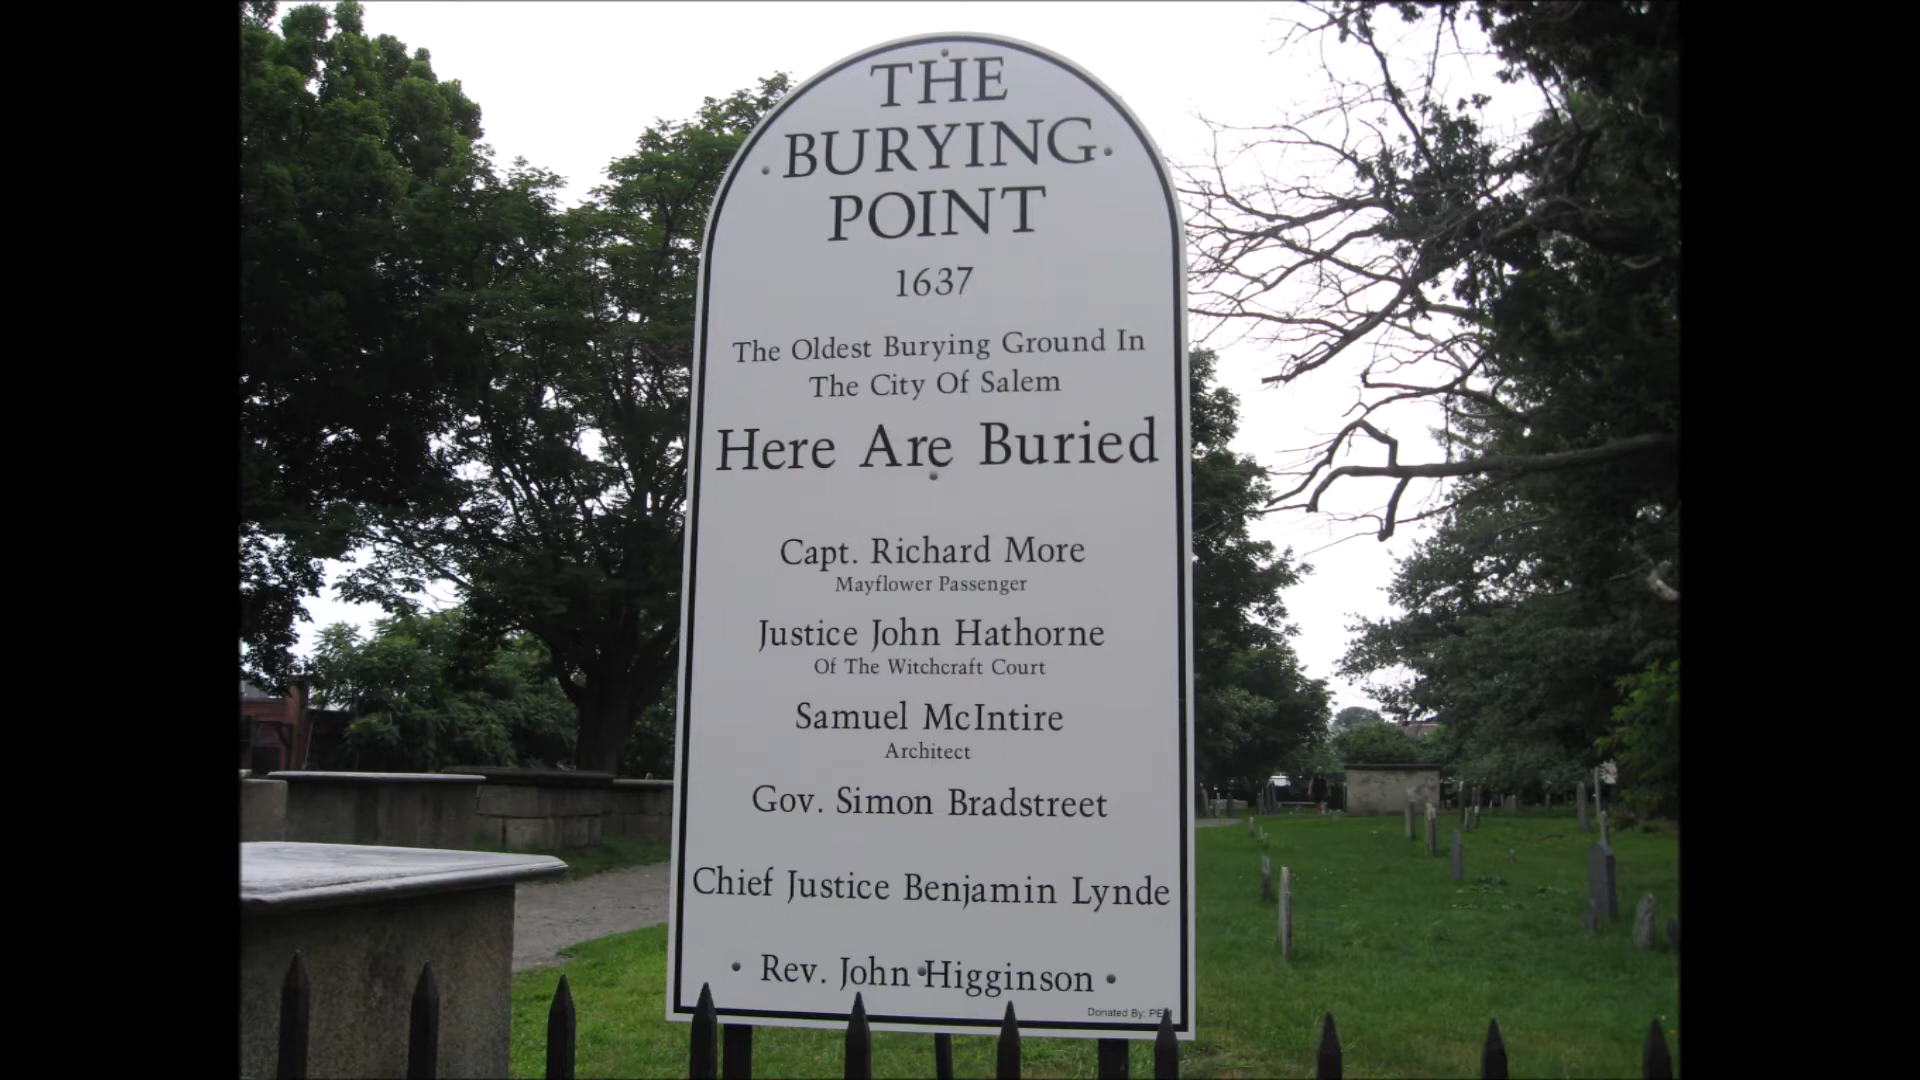 THE
BURYING
POINT
1637
The Oldest Burying Ground In
The City Of Salem
Here Are Buried
Capt. Richard More
Mayflower Passenger
Justice John Hathorne
Of The Witchcraft Court
Samuel McIntire
Architect
Gov. Simon Bradstreet
Chief Justice Benjamin Lynde
Rev. John Higginson
Donated By: